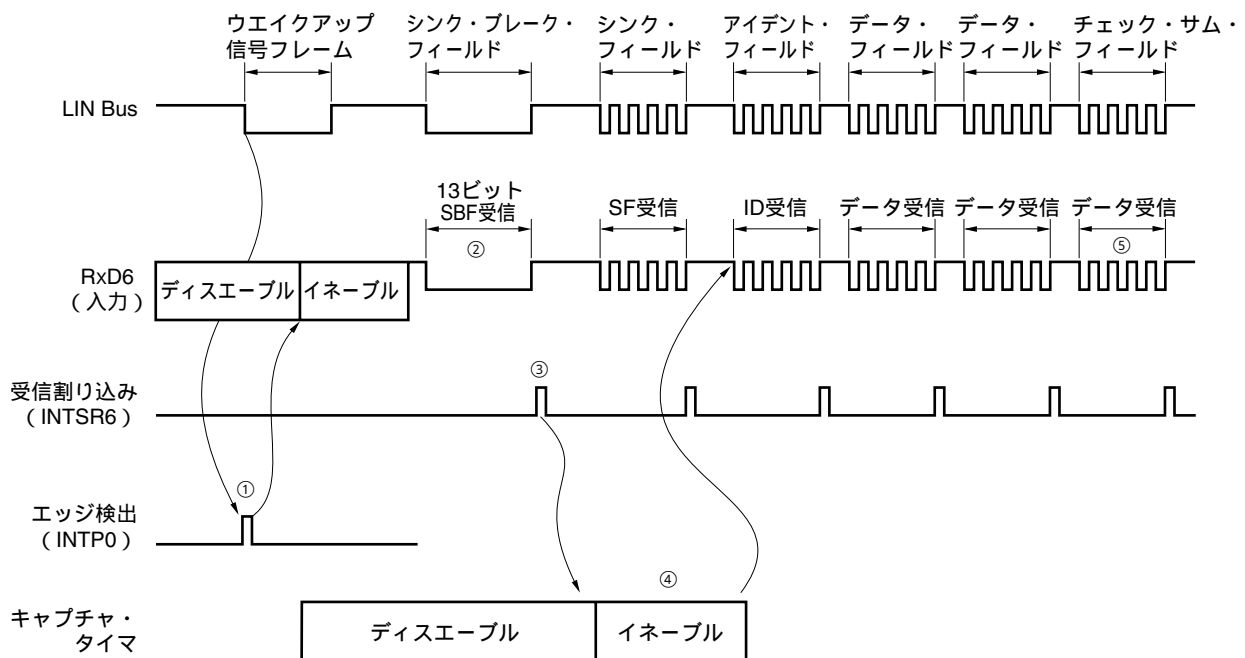 ウエイクアップ
信号フレーム
シンク・ブレーク・
フィールド
シンク・
フィールド
アイデント・
フィールド
データ・
フィールド
データ・
フィールド
チェック・サム・
フィールド
LIN Bus
13ビット
SBF受信
②
SF受信
ID受信
データ受信
データ受信
データ受信
⑤
RxD6
（入力）
ディスエーブル
イネーブル
受信割り込み
（INTSR6）
③
エッジ検出
（INTP0）
①
キャプチャ・
タイマ
ディスエーブル
④
イネーブル